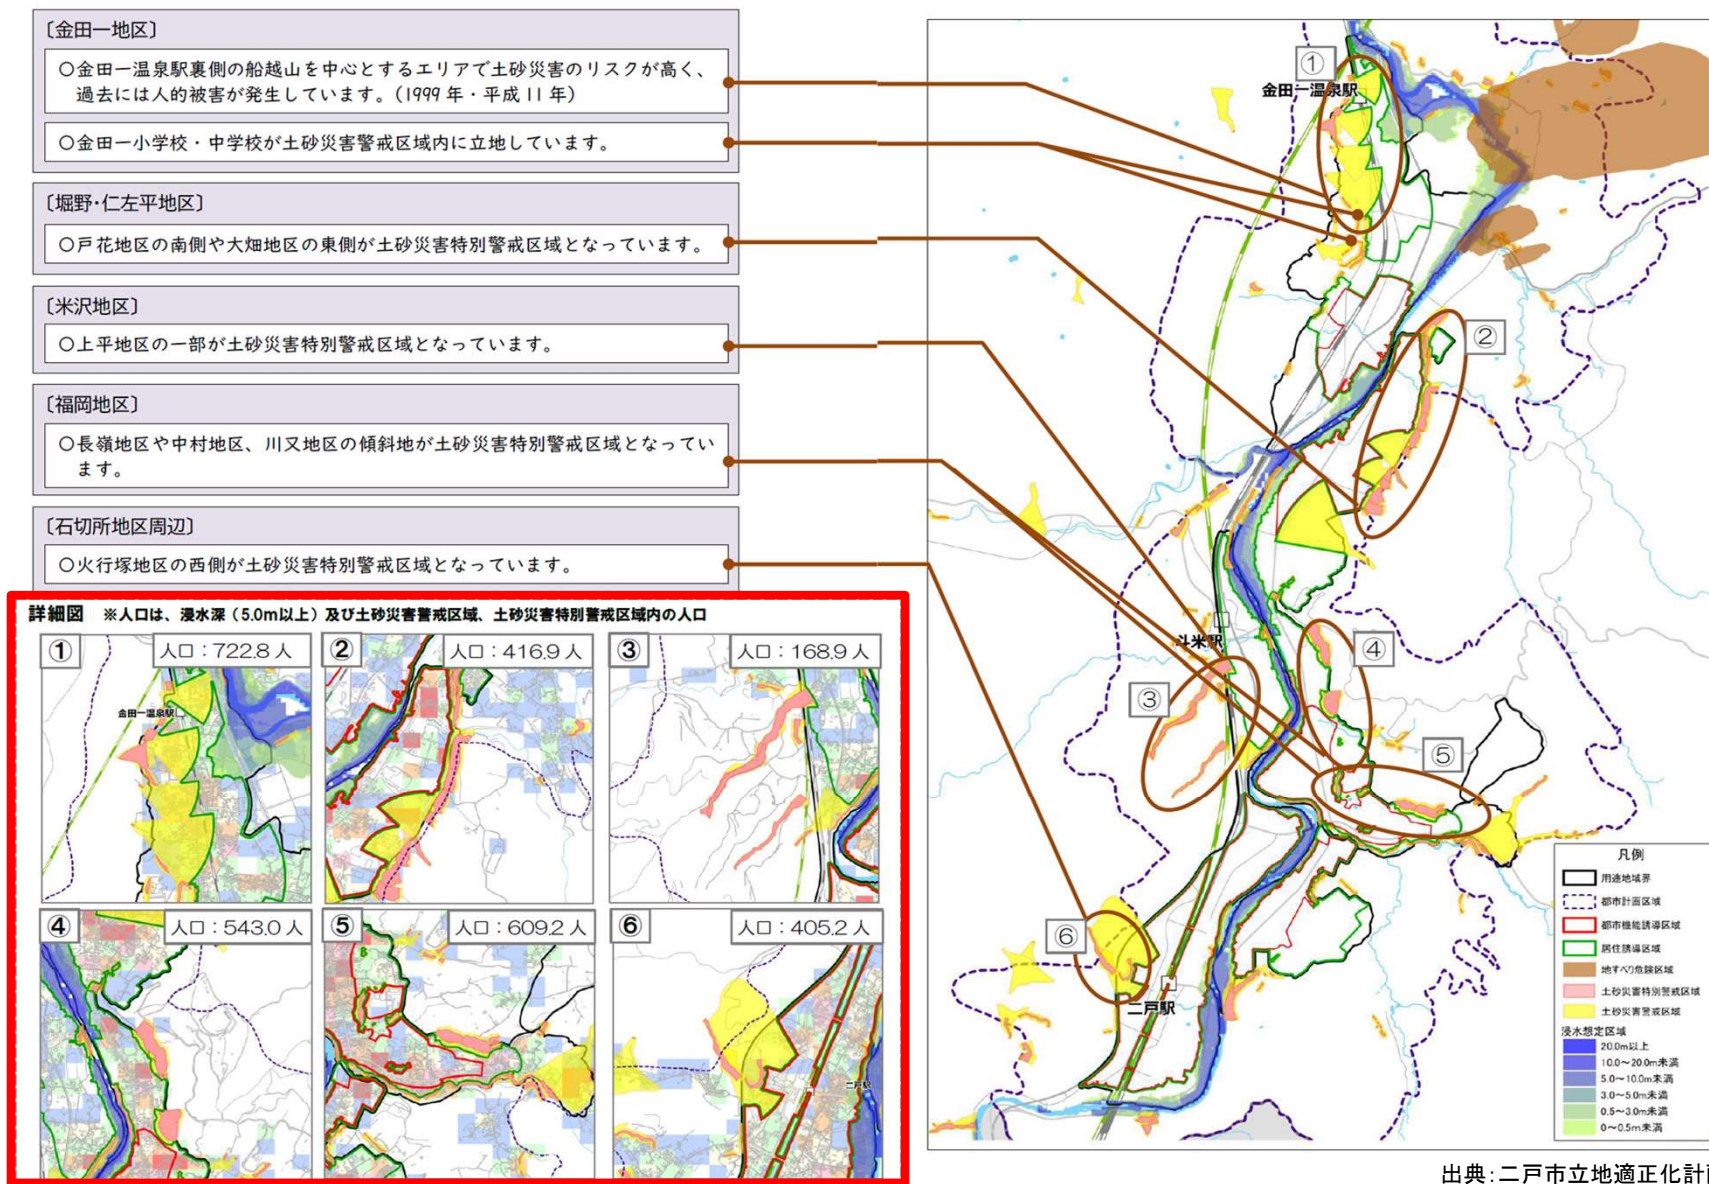 〔金田一地区〕
○金田一温泉駅裏側の船越山を中心とするエリアで土砂災害のリスクが高く、
過去には人的被害が発生しています。(1999年・平成11年)
○金田一小学校・中学校が土砂災害警戒区域内に立地しています。
〔堀野・仁左平地区〕
○戸花地区の南側や大畑地区の東側が土砂災害特別警戒区域となっています。
〔米沢地区〕
○上平地区の一部が土砂災害特別警戒区域となっています。
〔福岡地区〕
○長嶺地区や中村地区、川又地区の傾斜地が土砂災害特別警戒区域となってい
ます。
〔石切所地区周辺〕
○火行塚地区の西側が土砂災害特別警戒区域となっています。
詳細図 ※人口は、浸水深（5.0m以上）及び土砂災害警戒区域、土砂災害特別警戒区域内の人口
① 人口：722.8人
金田一温泉駅
② 人口：416.9人
③ 人口：168.9人
④ 人口：543.0人
⑤ 人口：609.2人
⑥ 人口：405.2人
二戸駅
①
金田一温泉駅
②
斗米駅
③
④
⑤
⑥
二戸駅
凡例
用途地域界
都市計画区域
都市機能誘導区域
居住誘導区域
地すべり危険区域
土砂災害特別警戒区域
土砂災害警戒区域
浸水想定区域
20.0m以上
10.0～20.0m未満
5.0～10.0m未満
3.0～5.0m未満
0.5～3.0m未満
0～0.5m未満
出典：二戸市立地適正化計画